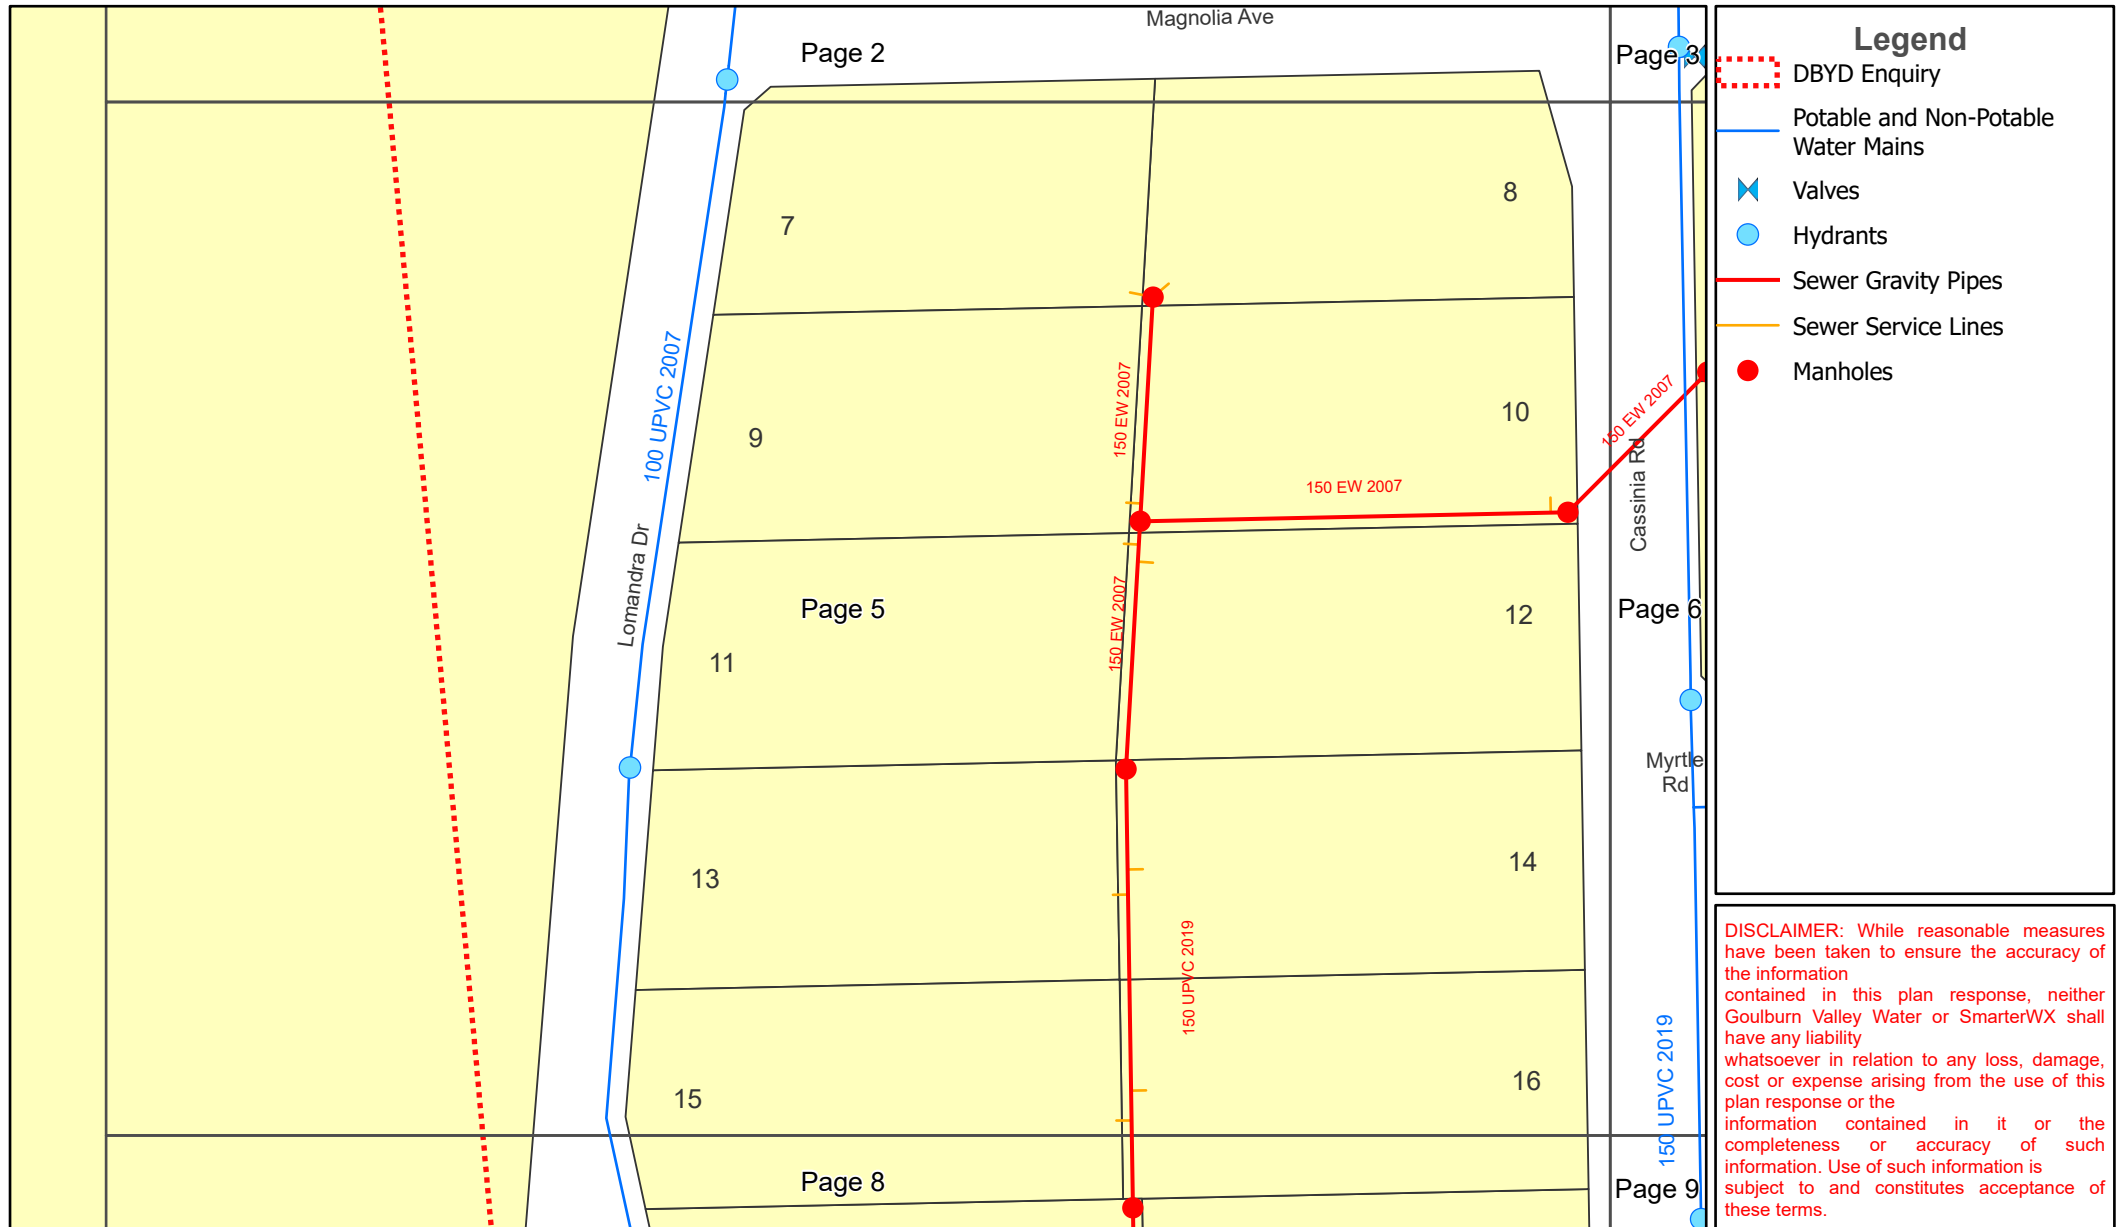 Magnolia Ave
Page 2
Page 3
7
8
9
10
100 UPVC 2007
150 EW 2007
150 EW 2007
150 EW 2007
Cassinia Rd
Lomandra Dr
Page 5
Page 6
150 EW 2007
11
12
Myrtle
Rd
13
14
150 UPVC 2019
150 UPVC 2019
15
16
Page 8
Page 9
Legend
DBYD Enquiry
Potable and Non-Potable
Water Mains
Valves
Hydrants
Sewer Gravity Pipes
Sewer Service Lines
Manholes
DISCLAIMER: While reasonable measures
have been taken to ensure the accuracy of
the information
contained in this plan response, neither
Goulburn Valley Water or SmarterWX shall
have any liability
whatsoever in relation to any loss, damage,
cost or expense arising from the use of this
plan response or the
information contained in it or the
completeness or accuracy of such
information. Use of such information is
subject to and constitutes acceptance of
these terms.